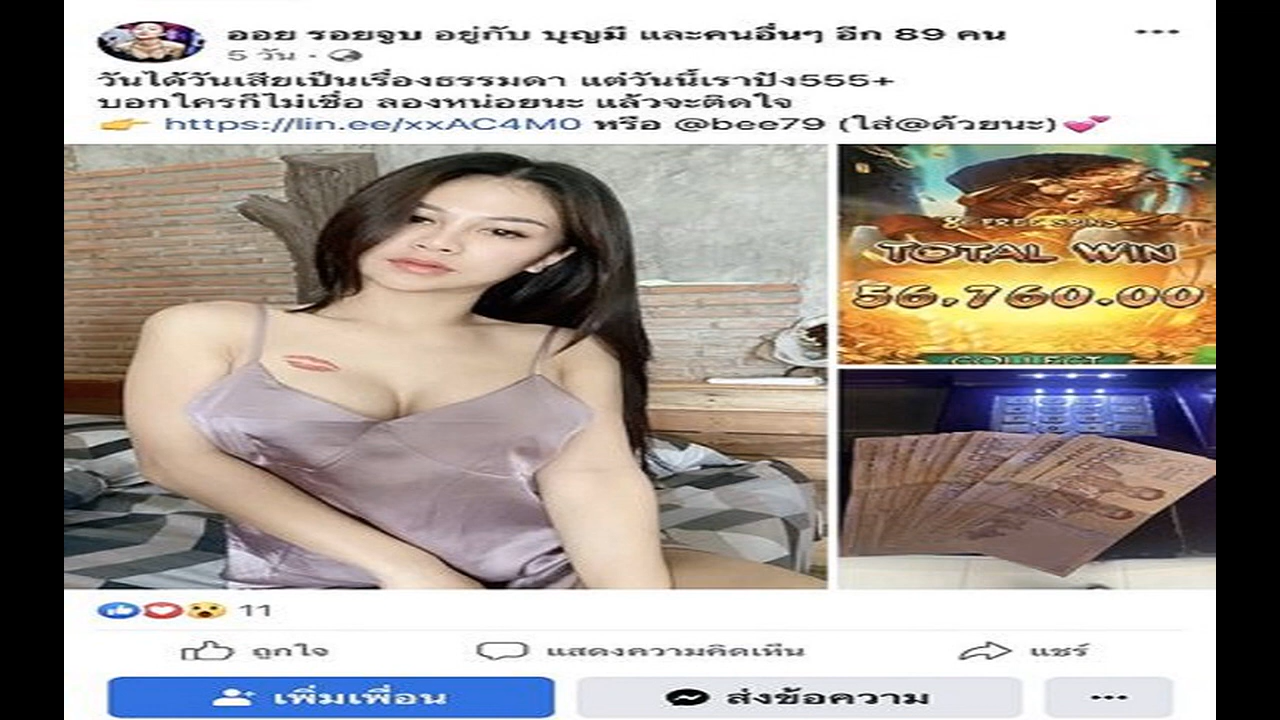 ออย รอยจูบ อยู่กับ บุญมี และคนอื่นๆ อีก 89 คน
5 วัน ·
วันได้วันเสียเป็นเรื่องธรรมดา แต่วันนี้เราปัง555+
บอกใครก็ไม่เชื่อ ลองหน่อยนะ แล้วจะติดใจ
👉 https://lin.ee/xxAC4M0 หรือ @bee79 (ใส่@ด้วยนะ)💕
8 FREE SPINS
TOTAL WIN
56,760.00
COLLECT
11
ถูกใจ
แสดงความคิดเห็น
แชร์
เพิ่มเพื่อน
ส่งข้อความ